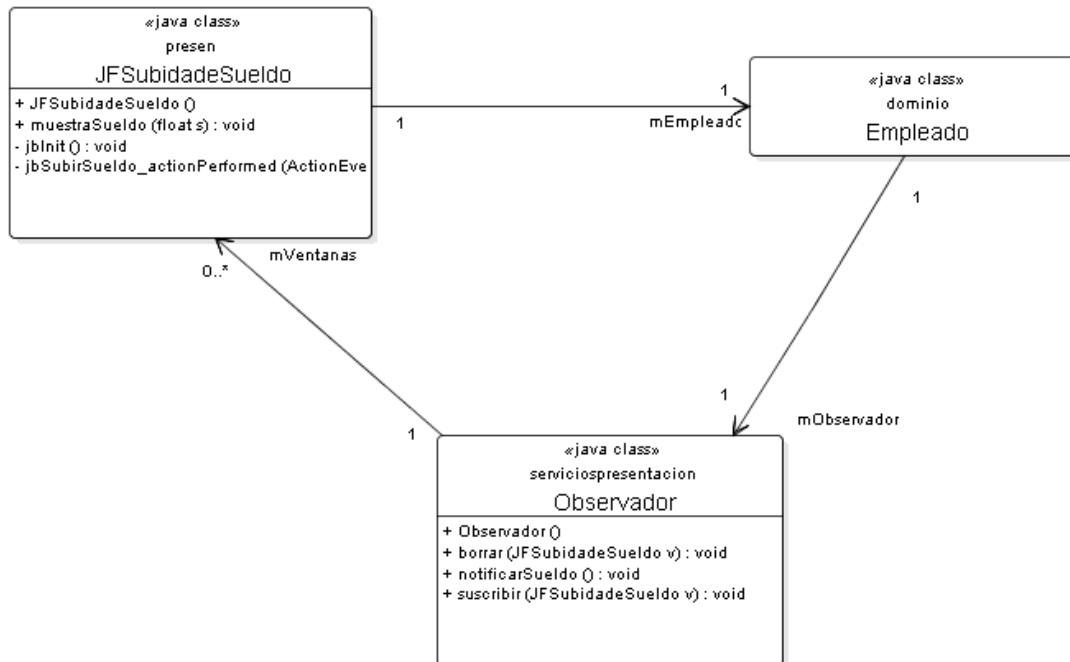 «java class»
presen
JFSubidadeSueldo
+ JFSubidadeSueldo ()
+ muestraSueldo (float s) : void
- jbInit () : void
- jbSubirSueldo_actionPerformed (ActionEve
1
mEmpleado
1
«java class»
dominio
Empleado
1
mVentanas
0..*
1
1
mObservador
«java class»
serviciospresentacion
Observador
+ Observador ()
+ borrar (JFSubidadeSueldo v) : void
+ notificarSueldo () : void
+ suscribir (JFSubidadeSueldo v) : void